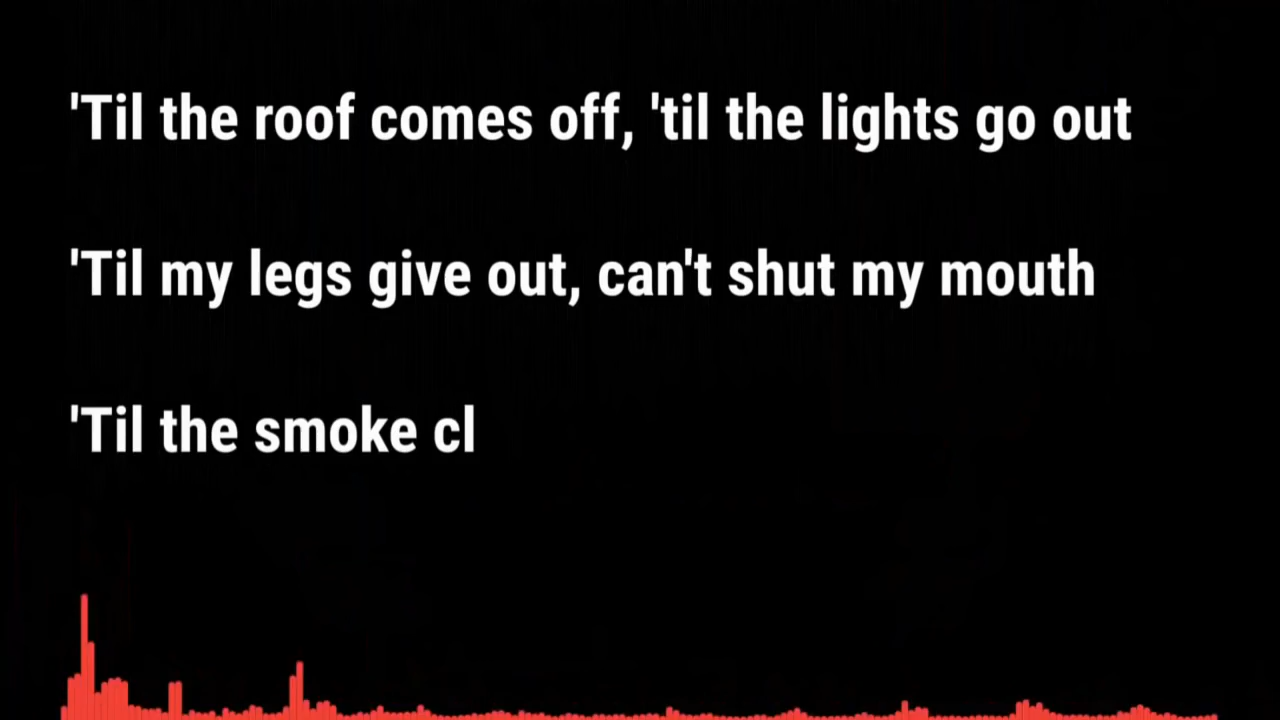 'Til the roof comes off, 'til the lights go out
'Til my legs give out, can't shut my mouth
'Til the smoke cl